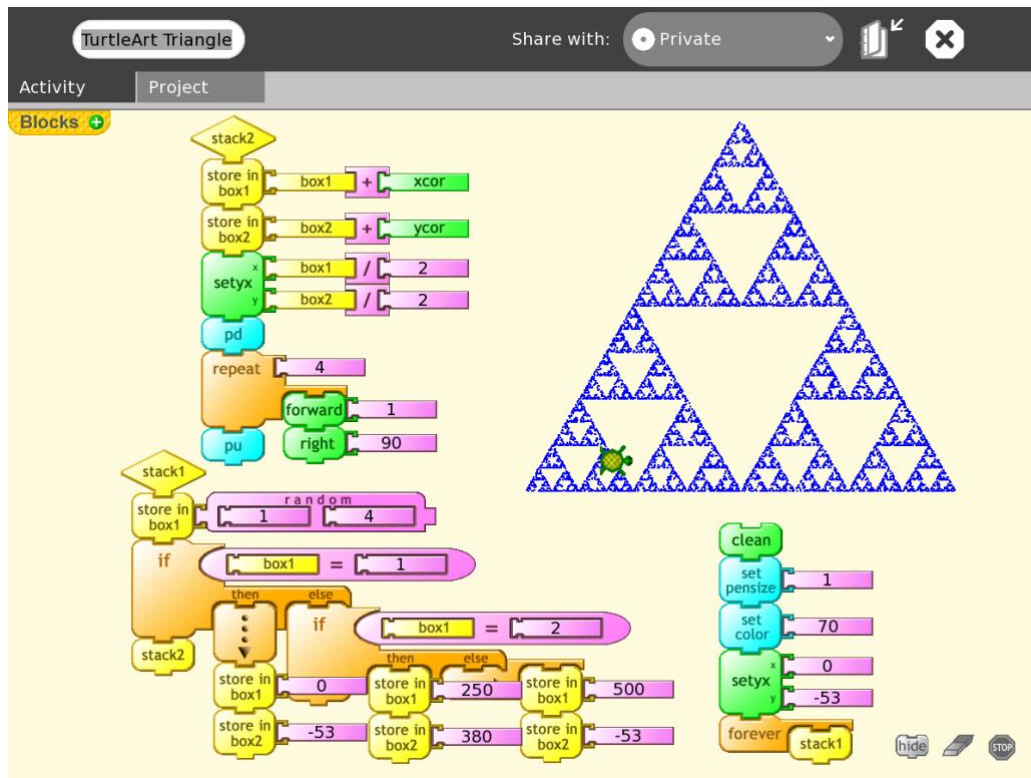 TurtleArt Triangle
Share with: Private
Activity Project
Blocks
stack2
store in box1 box1 + xcor
store in box2 box2 + ycor
setyx x box1 / 2
y box2 / 2
pd
repeat 4
forward 1
right 90
pu
stack1
store in box1 random 1 4
if box1 = 1
then else
if box1 = 2
then else
stack2
store in box1 0 store in box1 250 store in box1 500
store in box2 -53 store in box2 380 store in box2 -53
clean
set pensize 1
set color 70
setyx x 0
y -53
forever stack1
hide
STOP